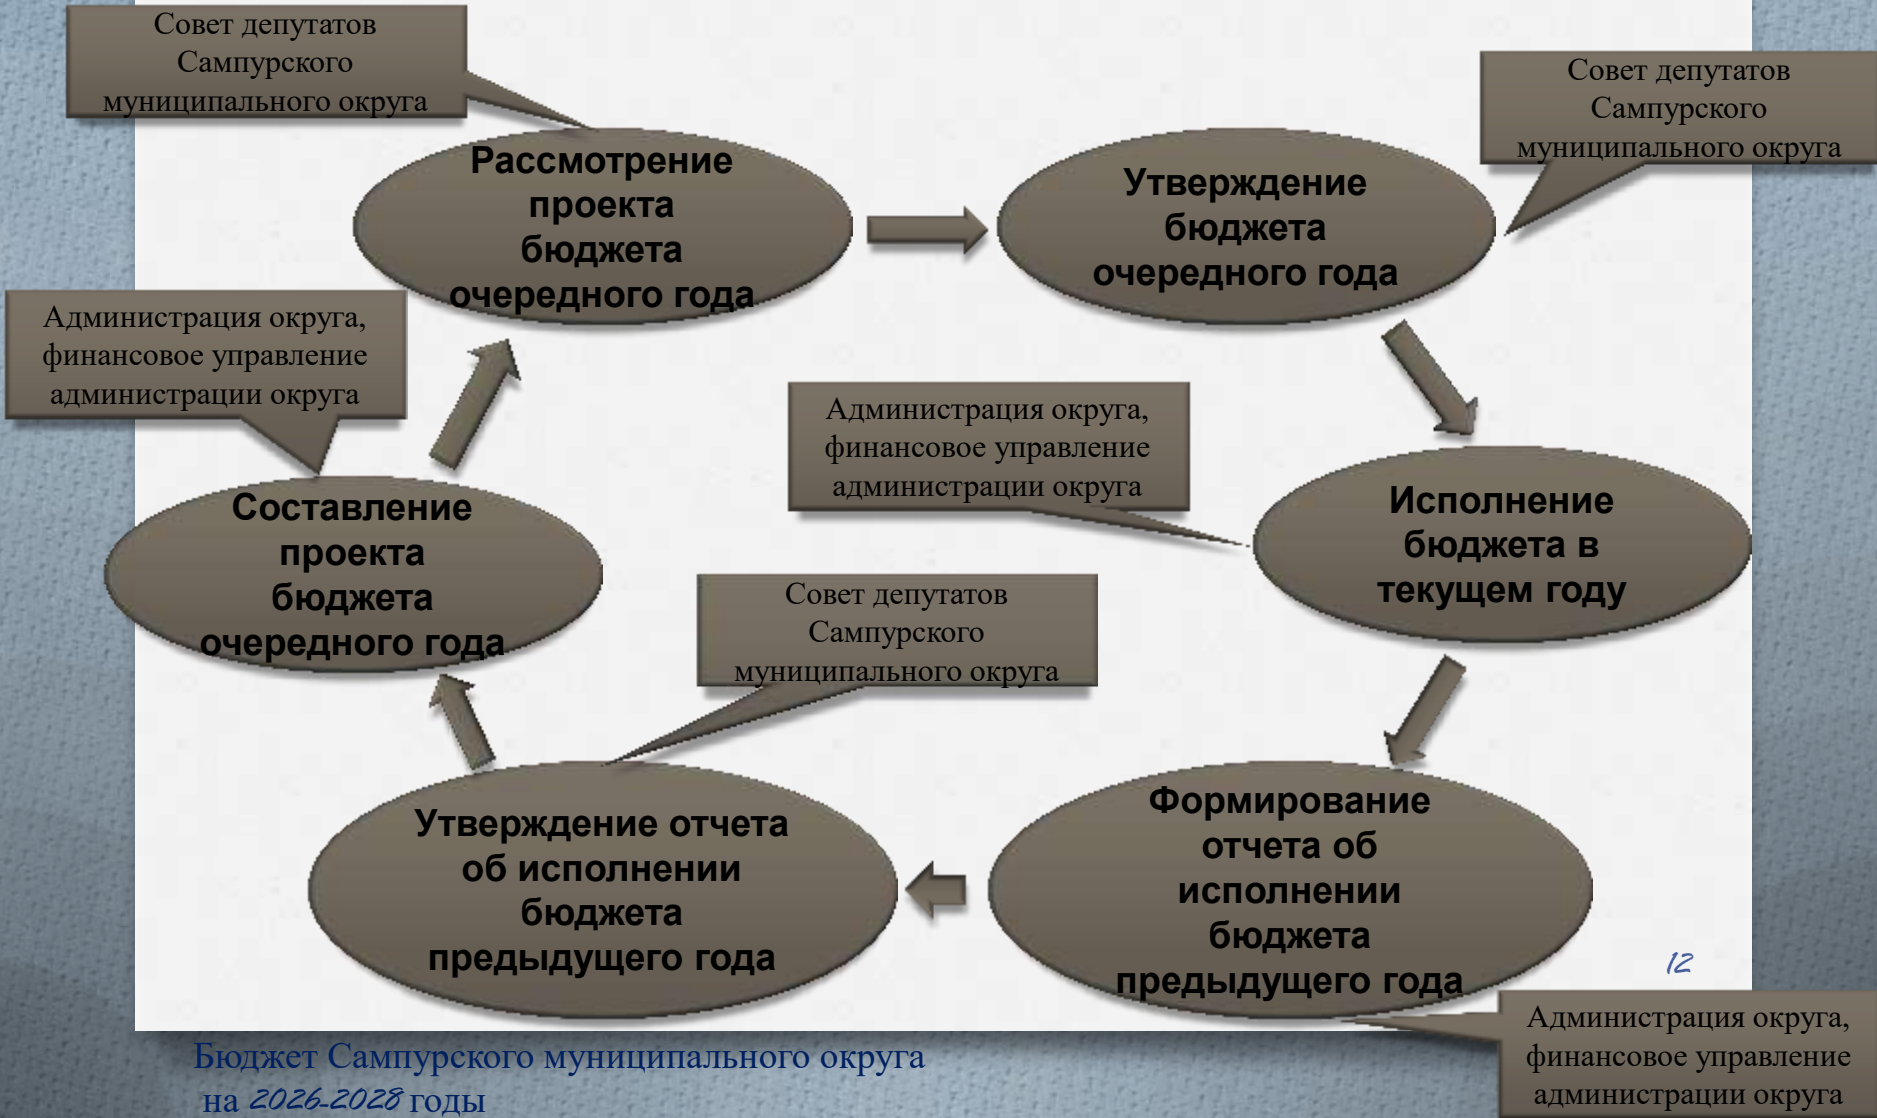 Совет депутатов
Сампурского
муниципального округа
Совет депутатов
Сампурского
муниципального округа
Рассмотрение
проекта
бюджета
очередного года
Утверждение
бюджета
очередного года
Администрация округа,
финансовое управление
администрации округа
Администрация округа,
финансовое управление
администрации округа
Составление
проекта
бюджета
очередного года
Исполнение
бюджета в
текущем году
Совет депутатов
Сампурского
муниципального округа
Утверждение отчета
об исполнении
бюджета
предыдущего года
Формирование
отчета об
исполнении
бюджета
предыдущего года
12
Администрация округа,
финансовое управление
администрации округа
Бюджет Сампурского муниципального округа
на 2026-2028 годы